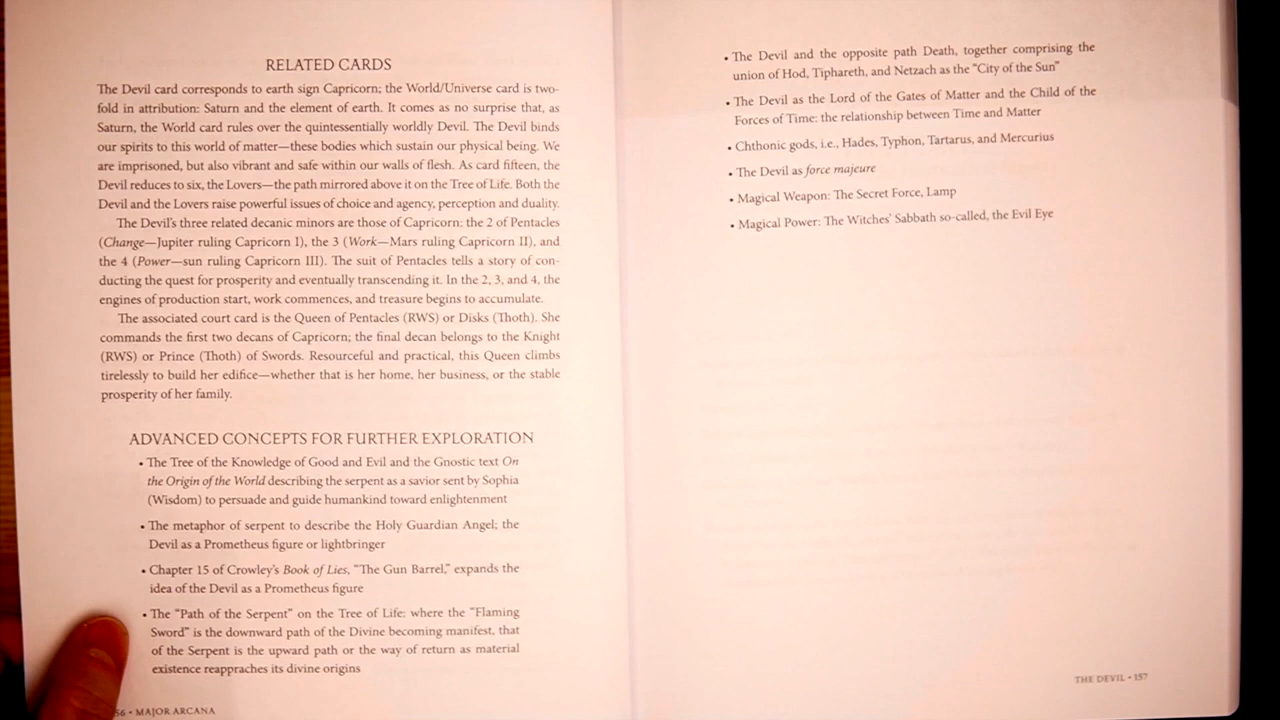 RELATED CARDS
The Devil card corresponds to earth sign Capricorn; the World/Universe card is two-
fold in attribution: Saturn and the element of earth. It comes as no surprise that, as
Saturn, the World card rules over the quintessentially worldly Devil. The Devil binds
our spirits to this world of matter—these bodies which sustain our physical being. We
are imprisoned, but also vibrant and safe within our walls of flesh. As card fifteen, the
Devil reduces to six, the Lovers—the path mirrored above it on the Tree of Life. Both the
Devil and the Lovers raise powerful issues of choice and agency, perception and duality.
The Devil's three related decanic minors are those of Capricorn: the 2 of Pentacles
(Change—Jupiter ruling Capricorn I), the 3 (Work—Mars ruling Capricorn II), and
the 4 (Power—sun ruling Capricorn III). The suit of Pentacles tells a story of con-
ducting the quest for prosperity and eventually transcending it. In the 2, 3, and 4, the
engines of production start, work commences, and treasure begins to accumulate.
The associated court card is the Queen of Pentacles (RWS) or Disks (Thoth). She
commands the first two decans of Capricorn; the final decan belongs to the Knight
(RWS) or Prince (Thoth) of Swords. Resourceful and practical, this Queen climbs
tirelessly to build her edifice—whether that is her home, her business, or the stable
prosperity of her family.
ADVANCED CONCEPTS FOR FURTHER EXPLORATION
• The Tree of the Knowledge of Good and Evil and the Gnostic text On
the Origin of the World describing the serpent as a savior sent by Sophia
(Wisdom) to persuade and guide humankind toward enlightenment
• The metaphor of serpent to describe the Holy Guardian Angel; the
Devil as a Prometheus figure or lightbringer
• Chapter 15 of Crowley's Book of Lies, "The Gun Barrel," expands the
idea of the Devil as a Prometheus figure
• The "Path of the Serpent" on the Tree of Life: where the "Flaming
Sword" is the downward path of the Divine becoming manifest, that
of the Serpent is the upward path or the way of return as material
existence reapproaches its divine origins
56 • MAJOR ARCANA
• The Devil and the opposite path Death, together comprising the
union of Hod, Tiphareth, and Netzach as the "City of the Sun"
• The Devil as the Lord of the Gates of Matter and the Child of the
Forces of Time: the relationship between Time and Matter
• Chthonic gods, i.e., Hades, Typhon, Tartarus, and Mercurius
• The Devil as force majeure
• Magical Weapon: The Secret Force, Lamp
• Magical Power: The Witches' Sabbath so-called, the Evil Eye
THE DEVIL • 157